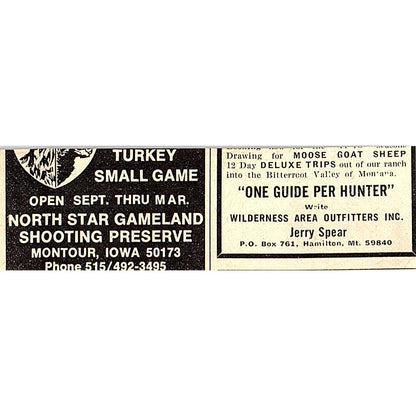 TURKEY
SMALL GAME
OPEN SEPT. THRU MAR.
NORTH STAR GAMELAND
SHOOTING PRESERVE
MONTOUR, IOWA 50173
Phone 515/492-3495
Drawing for MOOSE GOAT SHEEP
12 Day DELUXE TRIPS out of our ranch
into the Bitterroot Valley of Montana.
"ONE GUIDE PER HUNTER"
Write
WILDERNESS AREA OUTFITTERS INC.
Jerry Spear
P.O. Box 761, Hamilton, Mt. 59840